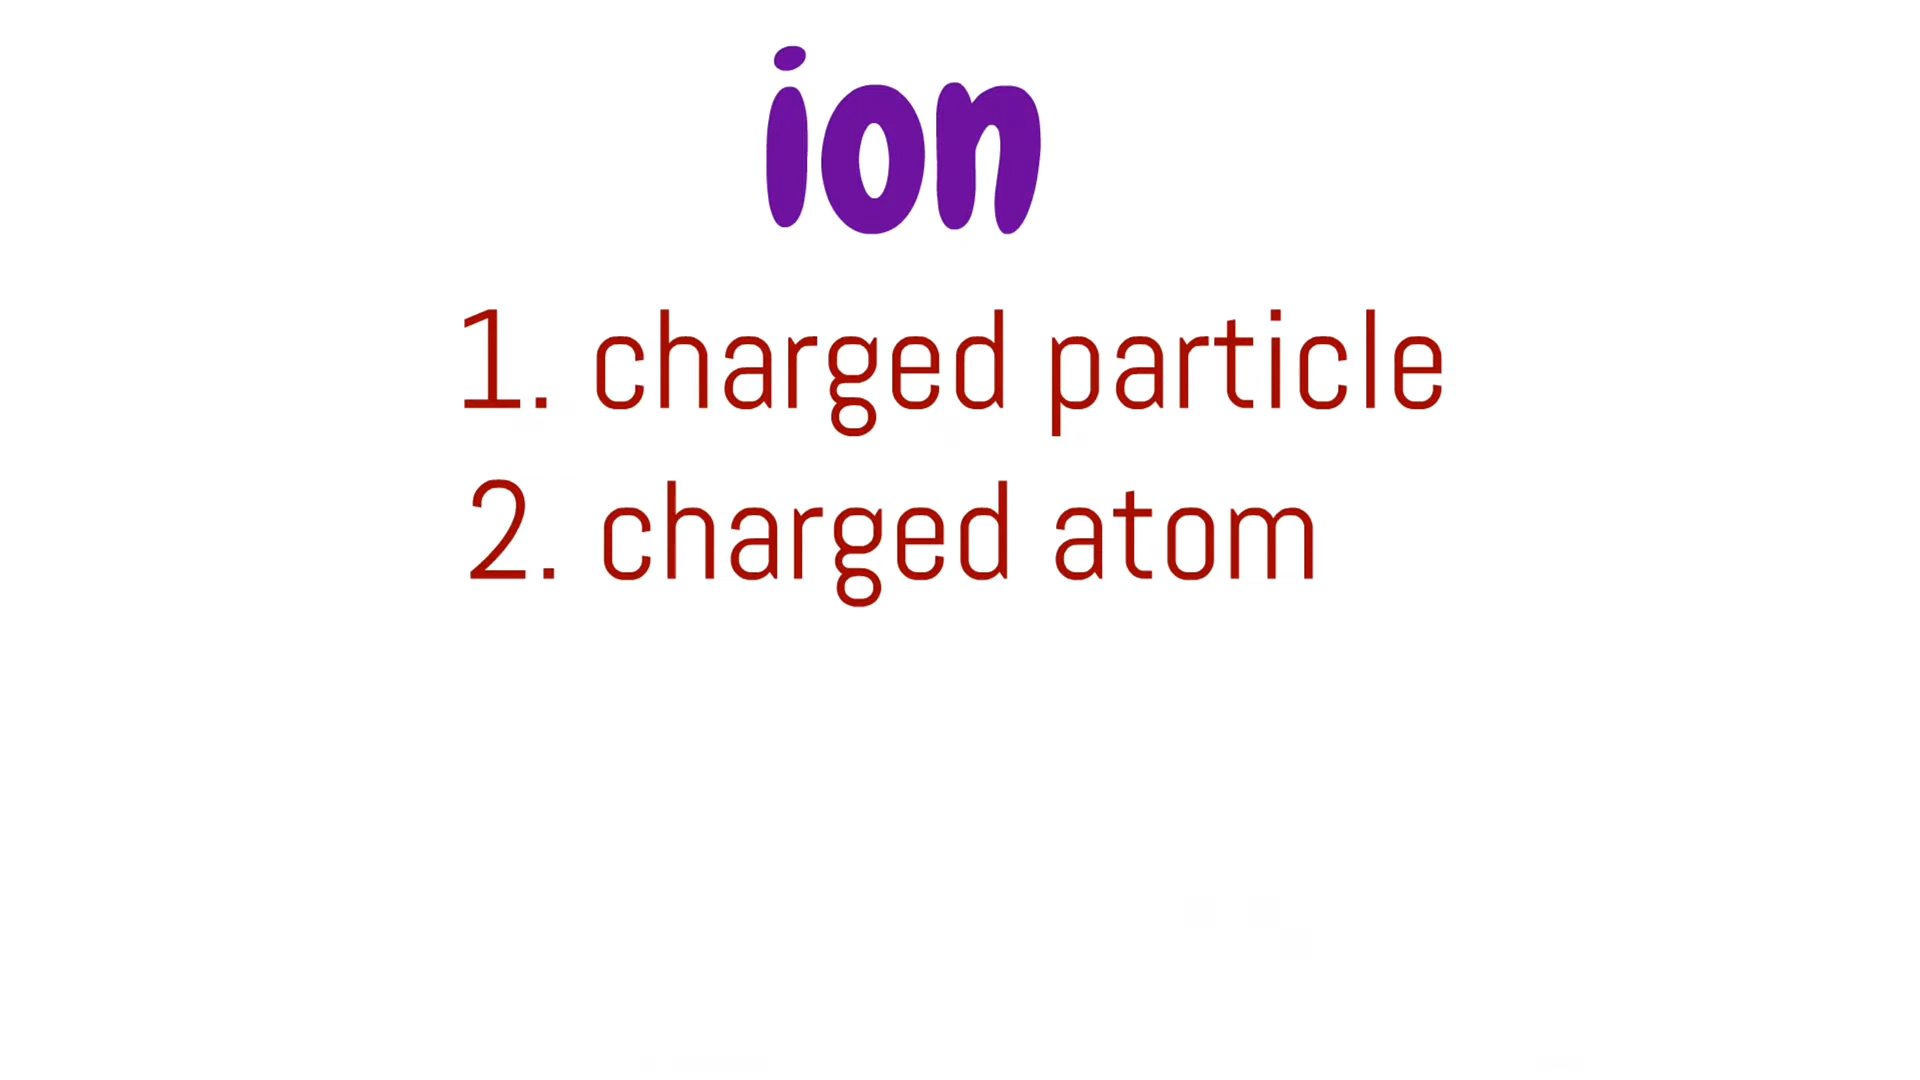 ion
1. charged particle
2. charged atom